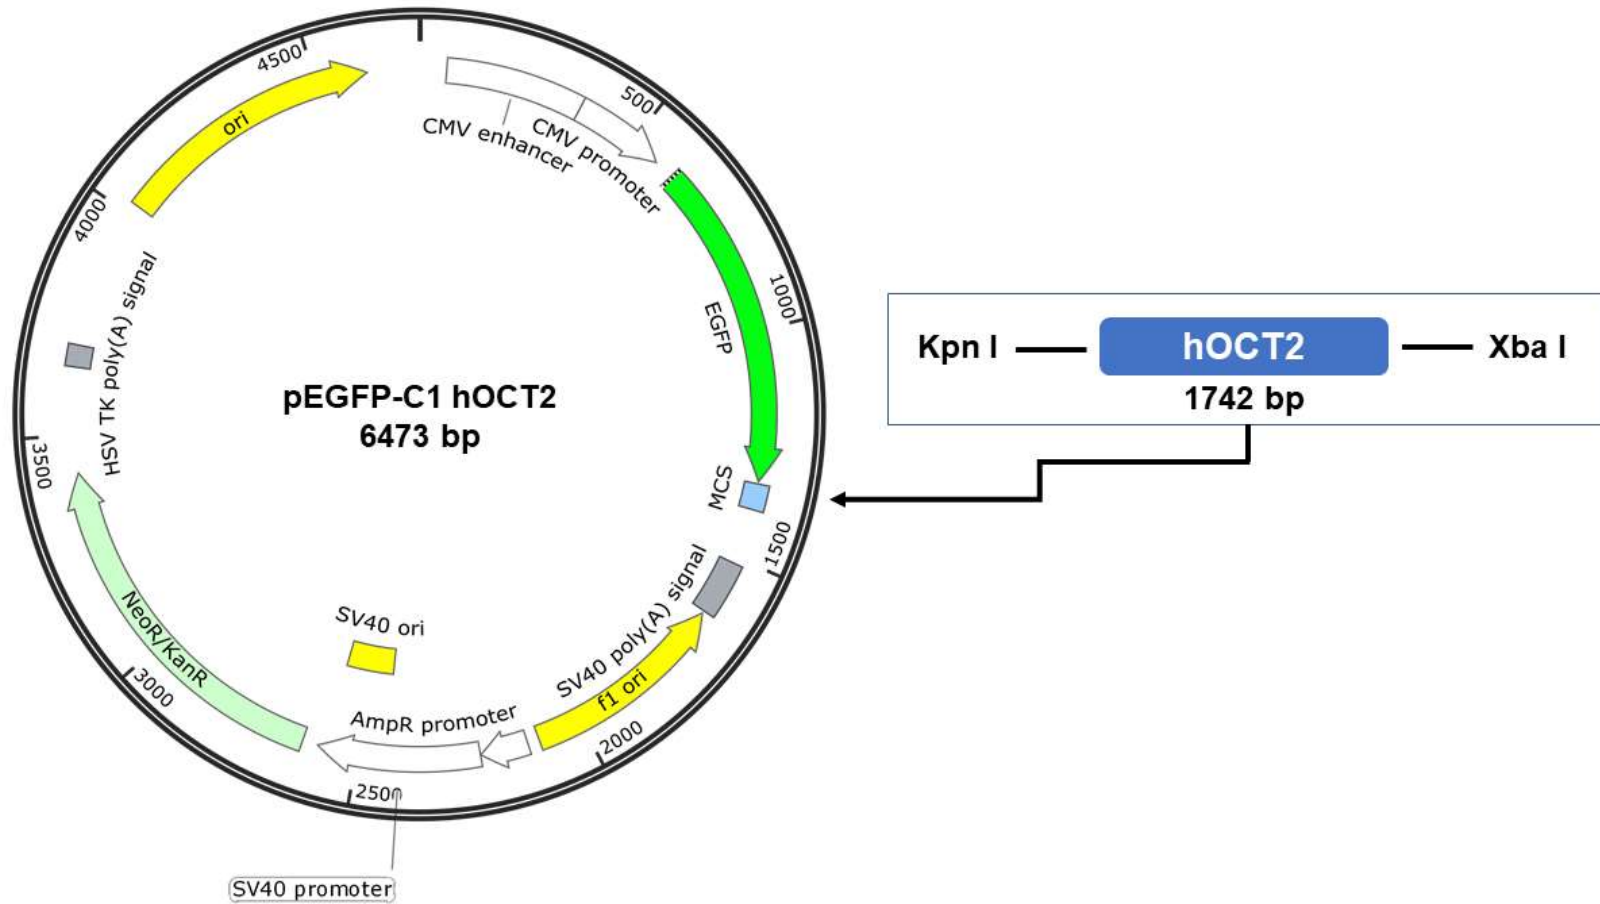 4500
ori
CMV enhancer
CMV promoter
500
4000
1000
HSV TK poly(A) signal
EGFP
pEGFP-C1 hOCT2
6473 bp
Kpn I
hOCT2
Xba I
1742 bp
3500
MCS
1500
SV40 poly(A) signal
NeoR/KanR
SV40 ori
f1 ori
3000
AmpR promoter
2000
2500
SV40 promoter